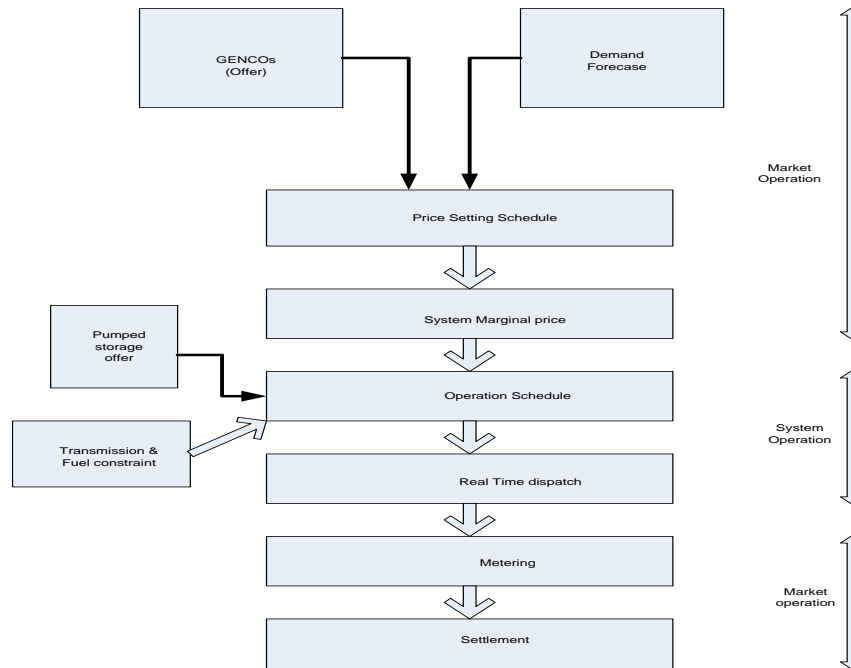 GENCOs
(Offer)
Demand
Forecase
Market
Operation
Price Setting Schedule
System Marginal price
Pumped
storage
offer
Operation Schedule
System
Operation
Transmission &
Fuel constraint
Real Time dispatch
Metering
Market
operation
Settlement